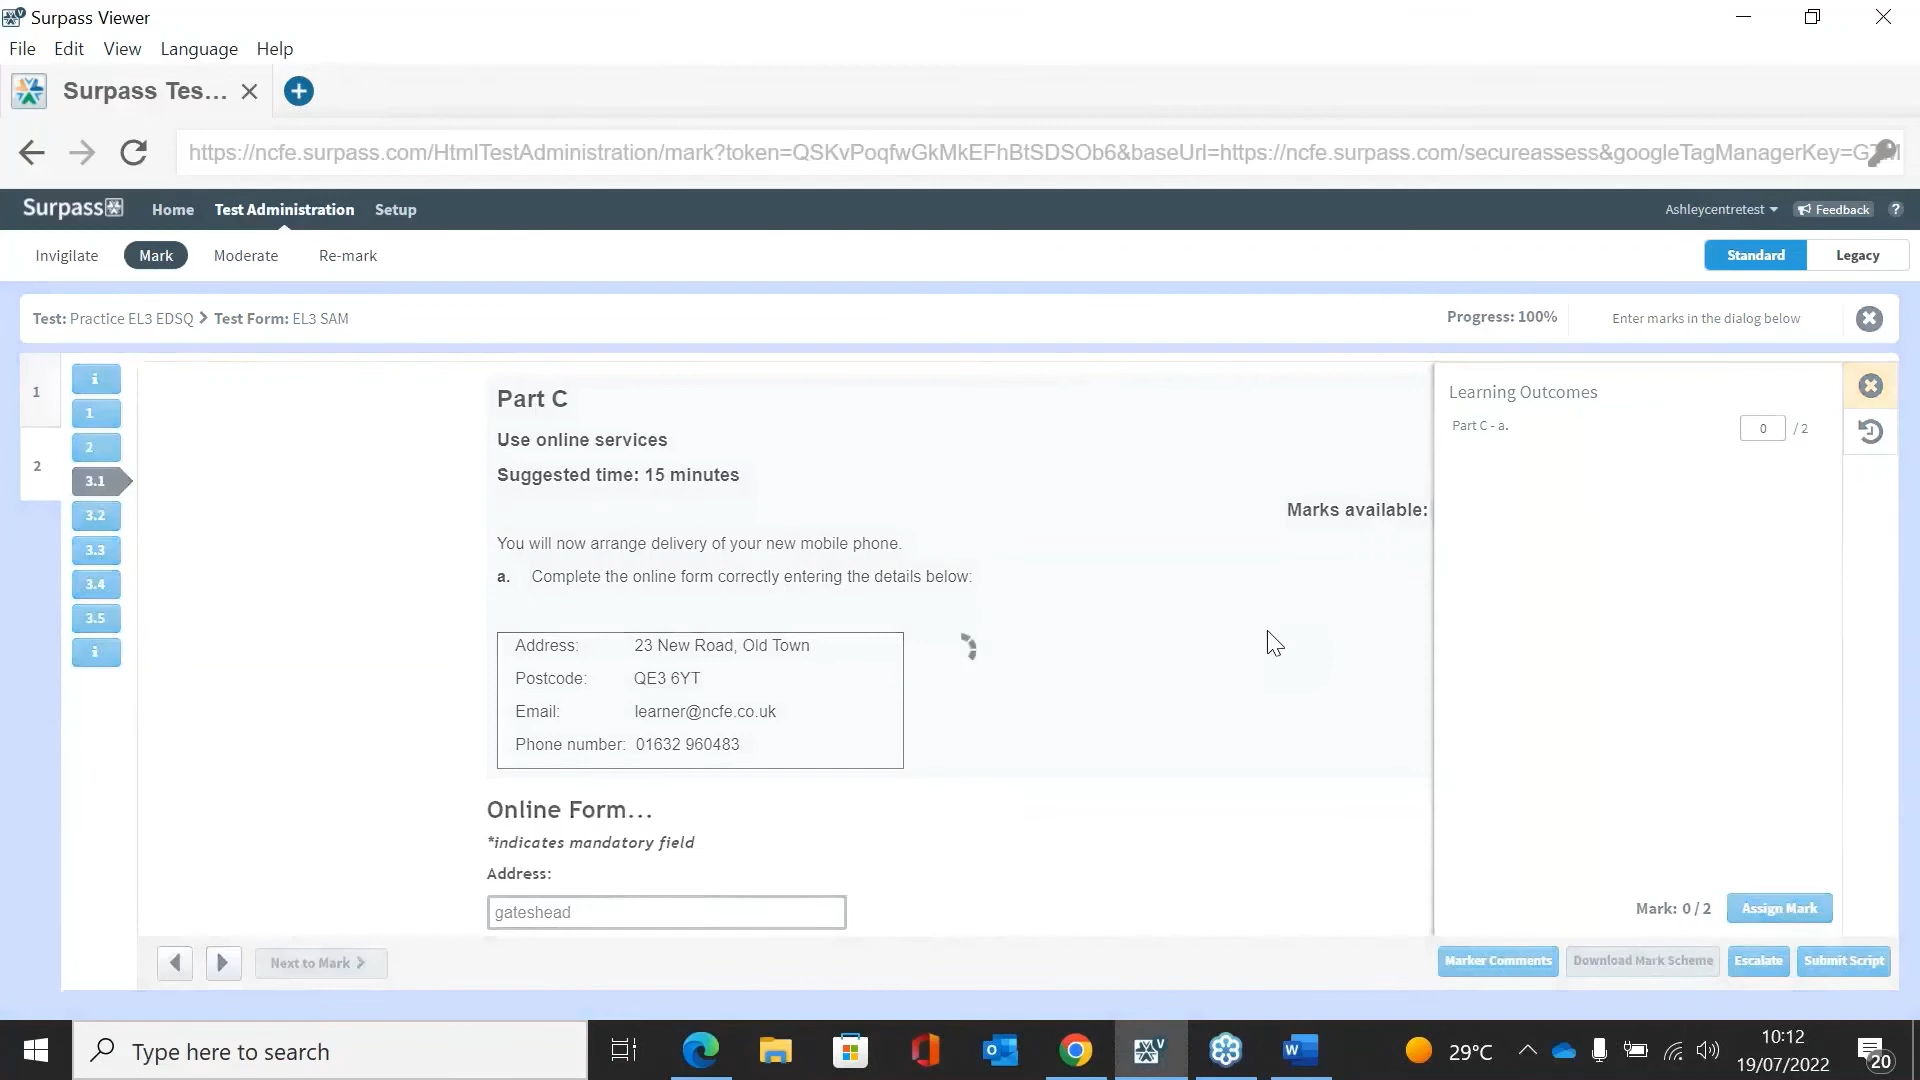 Surpass Viewer
File Edit View Language Help
Surpass Tes...
https://ncfe.surpass.com/HtmlTestAdministration/mark?token=QSKvPoqfwGkMkEFhBtSDSOb6&baseUrl=https://ncfe.surpass.com/secureassess&googleTagManagerKey=GTM
Surpass Home Test Administration Setup Ashleycentretest Feedback ?
Invigilate Mark Moderate Re-mark Standard Legacy
Test: Practice EL3 EDSQ > Test Form: EL3 SAM Progress: 100% Enter marks in the dialog below
1
2
i
1
2
3.1
3.2
3.3
3.4
3.5
i
Part C
Use online services
Suggested time: 15 minutes
Marks available:
You will now arrange delivery of your new mobile phone.
a. Complete the online form correctly entering the details below:
Address: 23 New Road, Old Town
Postcode: QE3 6YT
Email: learner@ncfe.co.uk
Phone number: 01632 960483
Online Form...
*indicates mandatory field
Address:
gateshead
Learning Outcomes
Part C - a. 0 / 2
Mark: 0 / 2 Assign Mark
Next to Mark > Marker Comments Download Mark Scheme Escalate Submit Script
Type here to search 29°C 10:12
19/07/2022 20